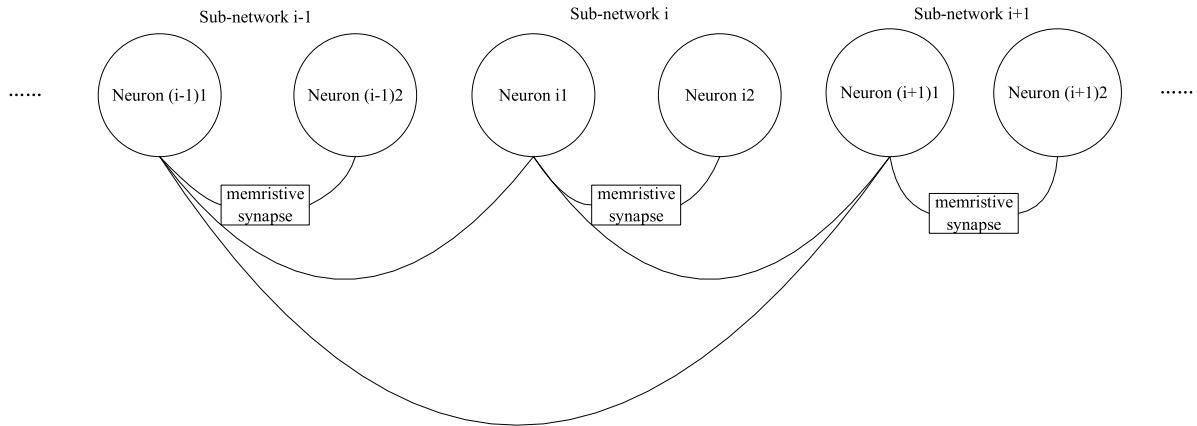 Sub-network i-1
Sub-network i
Sub-network i+1
......
Neuron (i-1)1
Neuron (i-1)2
Neuron i1
Neuron i2
Neuron (i+1)1
Neuron (i+1)2
......
memristive
synapse
memristive
synapse
memristive
synapse